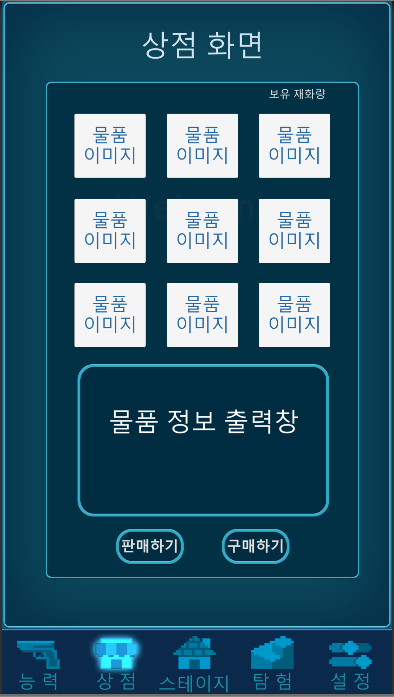 상점 화면
보유 재화량
물품 물품 물품
이미지 이미지 이미지
물품 물품 물품
이미지 이미지 이미지
물품 물품 물품
이미지 이미지 이미지
물품 정보 출력창
판매하기 구매하기
능력 상점 스테이지 탐험 설정